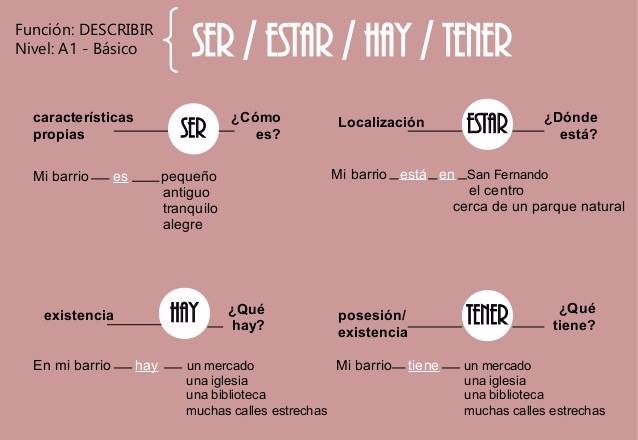 Función: DESCRIBIR
Nivel: A1 - Básico
SER / ESTAR / HAY / TENER
características propias
SER
¿Cómo es?
Mi barrio es pequeño
antiguo
tranquilo
alegre
Localización
ESTAR
¿Dónde está?
Mi barrio está en San Fernando
el centro
cerca de un parque natural
existencia
HAY
¿Qué hay?
En mi barrio hay un mercado
una iglesia
una biblioteca
muchas calles estrechas
posesión/
existencia
TENER
¿Qué
tiene?
Mi barrio tiene un mercado
una iglesia
una biblioteca
muchas calles estrechas